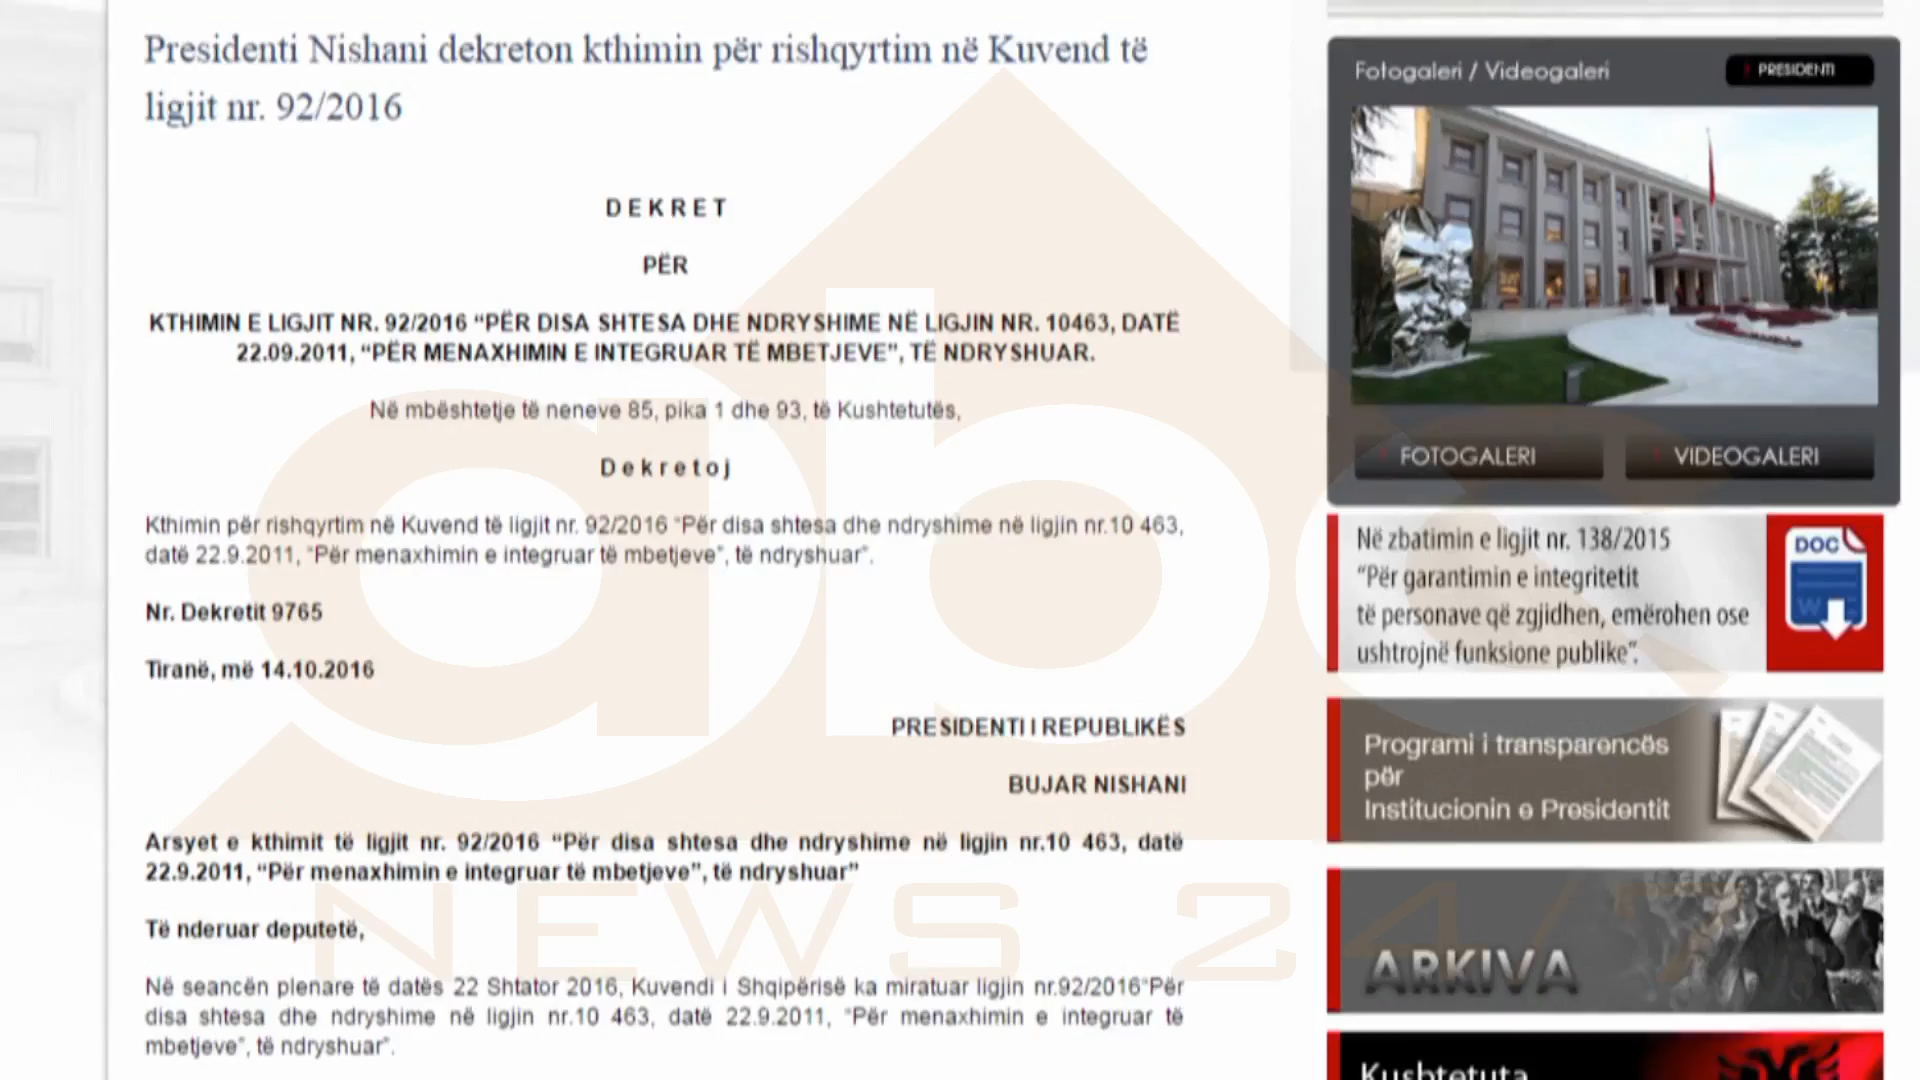 Presidenti Nishani dekreton kthimin për rishqyrtim në Kuvend të
ligjit nr. 92/2016
DEKRET
PËR
KTHIMIN E LIGJIT NR. 92/2016 “PËR DISA SHTESA DHE NDRYSHIME NË LIGJIN NR. 10463, DATË
22.09.2011, “PËR MENAXHIMIN E INTEGRUAR TË MBETJEVE”, TË NDRYSHUAR.
Në mbështetje të neneve 85, pika 1 dhe 93, të Kushtetutës,
Dekretoj
Kthimin për rishqyrtim në Kuvend të ligjit nr. 92/2016 “Për disa shtesa dhe ndryshime në ligjin nr.10 463,
datë 22.9.2011, “Për menaxhimin e integruar të mbetjeve”, të ndryshuar”.
Nr. Dekretit 9765
Tiranë, më 14.10.2016
PRESIDENTI I REPUBLIKËS
BUJAR NISHANI
Arsyet e kthimit të ligjit nr. 92/2016 “Për disa shtesa dhe ndryshime në ligjin nr.10 463, datë
22.9.2011, “Për menaxhimin e integruar të mbetjeve”, të ndryshuar”
Të nderuar deputetë,
Në seancën plenare të datës 22 Shtator 2016, Kuvendi i Shqipërisë ka miratuar ligjin nr.92/2016“Për
disa shtesa dhe ndryshime në ligjin nr.10 463, datë 22.9.2011, “Për menaxhimin e integruar të
mbetjeve”, të ndryshuar”.
Fotogaleri / Videogaleri
PRESIDENTI
FOTOGALERI
VIDEOGALERI
Në zbatimin e ligjit nr. 138/2015
“Për garantimin e integritetit
të personave që zgjidhen, emërohen ose
ushtrojnë funksione publike”.
DOC
Programi i transparencës
për
Institucionin e Presidentit
ARKIVA
Kushtetuta
abc
NEWS 24/